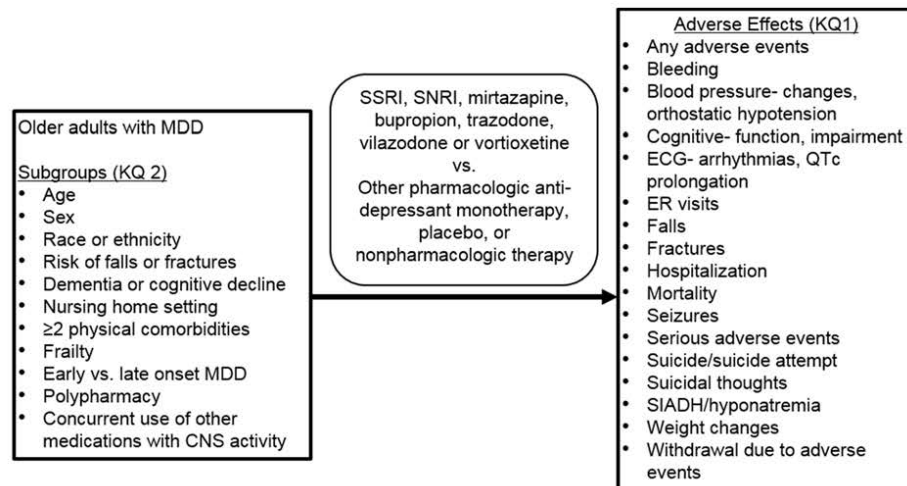 Older adults with MDD
Subgroups (KQ 2)
• Age
• Sex
• Race or ethnicity
• Risk of falls or fractures
• Dementia or cognitive decline
• Nursing home setting
• ≥2 physical comorbidities
• Frailty
• Early vs. late onset MDD
• Polypharmacy
• Concurrent use of other
medications with CNS activity
SSRI, SNRI, mirtazapine,
bupropion, trazodone,
vilazodone or vortioxetine
vs.
Other pharmacologic anti-
depressant monotherapy,
placebo, or
nonpharmacologic therapy
Adverse Effects (KQ1)
• Any adverse events
• Bleeding
• Blood pressure- changes,
orthostatic hypotension
• Cognitive- function, impairment
• ECG- arrhythmias, QTc
prolongation
• ER visits
• Falls
• Fractures
• Hospitalization
• Mortality
• Seizures
• Serious adverse events
• Suicide/suicide attempt
• Suicidal thoughts
• SIADH/hyponatremia
• Weight changes
• Withdrawal due to adverse
events